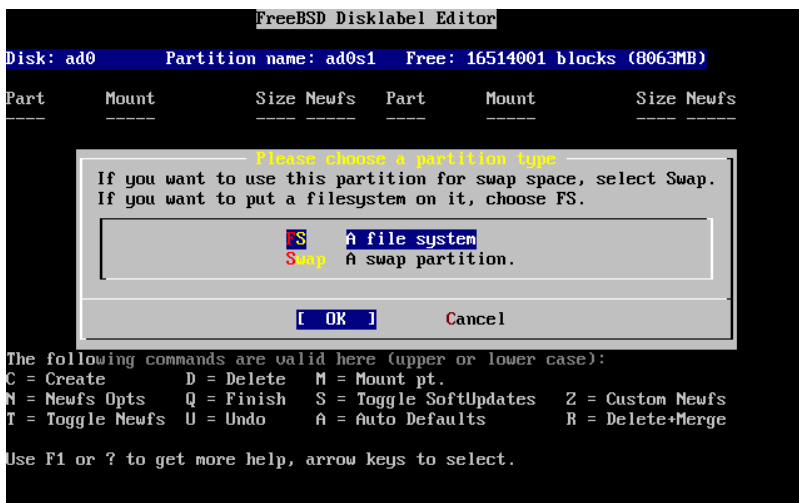 FreeBSD Disklabel Editor
Disk: ad0 Partition name: ad0s1 Free: 16514001 blocks (8063MB)
Part Mount Size Newfs Part Mount Size Newfs
---- ----- ---- ----- ---- ----- ---- -----
Please choose a partition type
If you want to use this partition for swap space, select Swap.
If you want to put a filesystem on it, choose FS.
FS A file system
Swap A swap partition.
[ OK ] Cancel
The following commands are valid here (upper or lower case):
C = Create D = Delete M = Mount pt.
N = Newfs Opts Q = Finish S = Toggle SoftUpdates Z = Custom Newfs
T = Toggle Newfs U = Undo A = Auto Defaults R = Delete+Merge
Use F1 or ? to get more help, arrow keys to select.